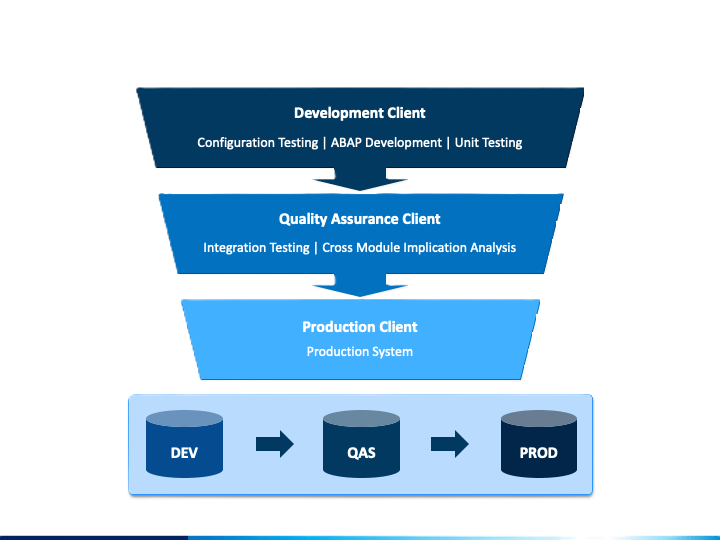 Development Client
Configuration Testing | ABAP Development | Unit Testing
Quality Assurance Client
Integration Testing | Cross Module Implication Analysis
Production Client
Production System
DEV
QAS
PROD